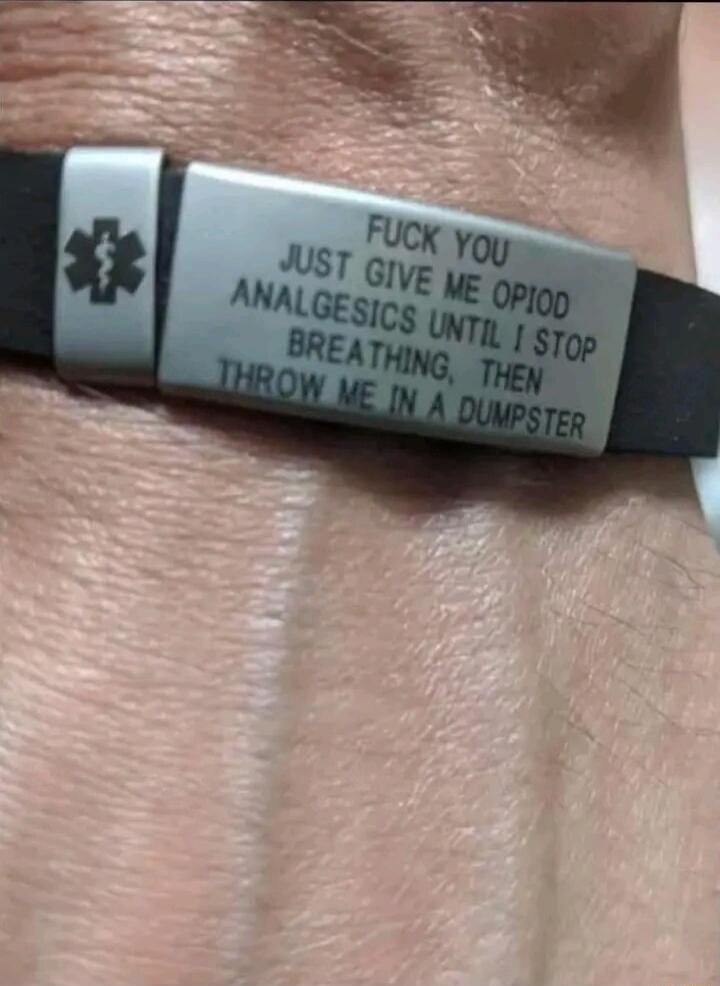 FUCK YOU
JUST GIVE ME OPIOD
ANALGESICS UNTIL I STOP
BREATHING, THEN
THROW ME IN A DUMPSTER